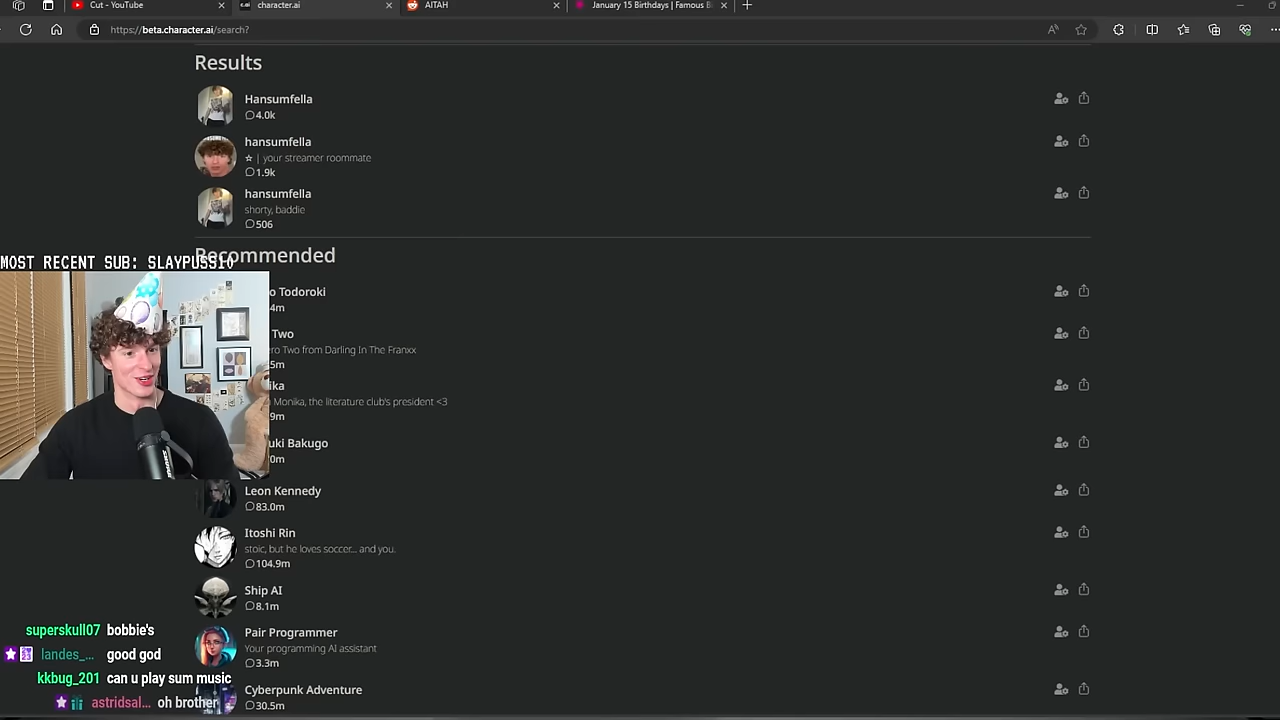 Cut - YouTube
character.ai
AITAH
January 15 Birthdays | Famous B
https://beta.character.ai/search?
Results
Hansumfella
4.0k
hansumfella
☆ | your streamer roommate
1.9k
hansumfella
shorty, baddie
506
Recommended
MOST RECENT SUB: SLAYPUSSIO
o Todoroki
4m
Two
ero Two from Darling In The Franxx
5m
ika
Monika, the literature club's president <3
9m
uki Bakugo
0m
Leon Kennedy
83.0m
Itoshi Rin
stoic, but he loves soccer... and you.
104.9m
Ship AI
8.1m
Pair Programmer
Your programming AI assistant
3.3m
Cyberpunk Adventure
30.5m
superskull07 bobbie's
landes_... good god
kkbug_201 can u play sum music
astridsal... oh brother